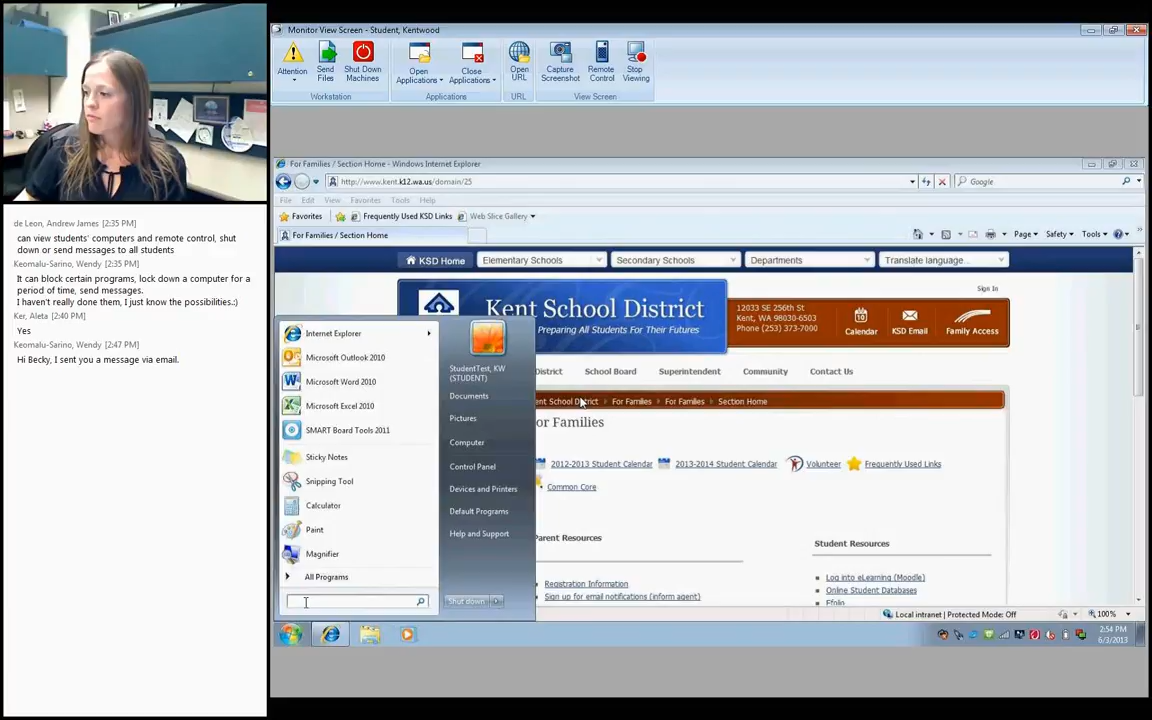 Monitor View Screen - Student, Kentwood
Attention
Send Files
Shut Down Machines
Open Applications
Close Applications
Open URL
Capture Screenshot
Remote Control
Stop Viewing
Workstation
Applications
URL
View Screen
de Leon, Andrew James [2:35 PM]
can view students' computers and remote control, shut
down or send messages to all students
Keomalu-Sarino, Wendy [2:35 PM]
It can block certain programs, lock down a computer for a
period of time, send messages.
I haven't really done them, I just know the possibilities.:)
Ker, Aleta [2:40 PM]
Yes
Keomalu-Sarino, Wendy [2:47 PM]
Hi Becky, I sent you a message via email.
For Families / Section Home - Windows Internet Explorer
http://www.kent.k12.wa.us/domain/25
Google
File Edit View Favorites Tools Help
Favorites Frequently Used KSD Links Web Slice Gallery
For Families / Section Home
Page Safety Tools
KSD Home Elementary Schools Secondary Schools Departments Translate language...
Sign In
Kent School District
Preparing All Students For Their Futures
12033 SE 256th St
Kent, WA 98030-6503
Phone (253) 373-7000
Calendar KSD Email Family Access
District School Board Superintendent Community Contact Us
ent School District For Families For Families Section Home
or Families
2012-2013 Student Calendar 2013-2014 Student Calendar Volunteer Frequently Used Links
Common Core
arent Resources
Student Resources
Registration Information
Sign up for email notifications (inform agent)
Log into eLearning (Moodle)
Online Student Databases
Efolio
Internet Explorer
Microsoft Outlook 2010
Microsoft Word 2010
Microsoft Excel 2010
SMART Board Tools 2011
Sticky Notes
Snipping Tool
Calculator
Paint
Magnifier
All Programs
StudentTest, KW
(STUDENT)
Documents
Pictures
Computer
Control Panel
Devices and Printers
Default Programs
Help and Support
Shut down
Local intranet | Protected Mode: Off
100%
2:54 PM
6/3/2013